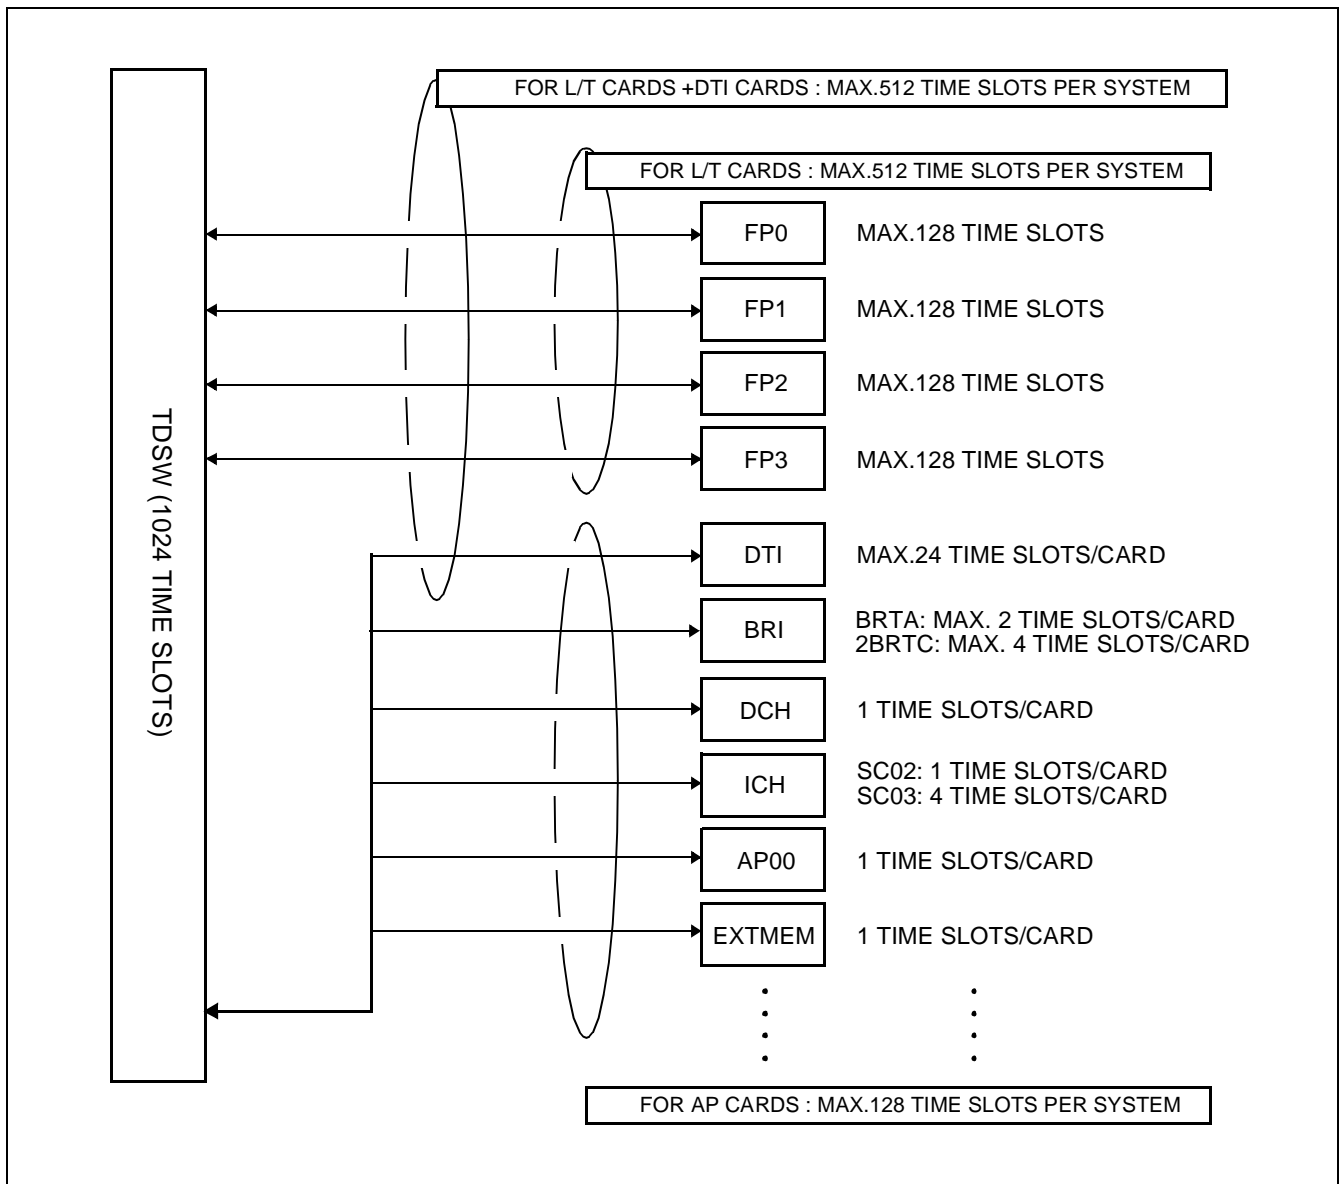 FOR L/T CARDS +DTI CARDS : MAX.512 TIME SLOTS PER SYSTEM
FOR L/T CARDS : MAX.512 TIME SLOTS PER SYSTEM
TDSW (1024 TIME SLOTS)
FP0 MAX.128 TIME SLOTS
FP1 MAX.128 TIME SLOTS
FP2 MAX.128 TIME SLOTS
FP3 MAX.128 TIME SLOTS
DTI MAX.24 TIME SLOTS/CARD
BRI BRTA: MAX. 2 TIME SLOTS/CARD
2BRTC: MAX. 4 TIME SLOTS/CARD
DCH 1 TIME SLOTS/CARD
ICH SC02: 1 TIME SLOTS/CARD
SC03: 4 TIME SLOTS/CARD
AP00 1 TIME SLOTS/CARD
EXTMEM 1 TIME SLOTS/CARD
FOR AP CARDS : MAX.128 TIME SLOTS PER SYSTEM